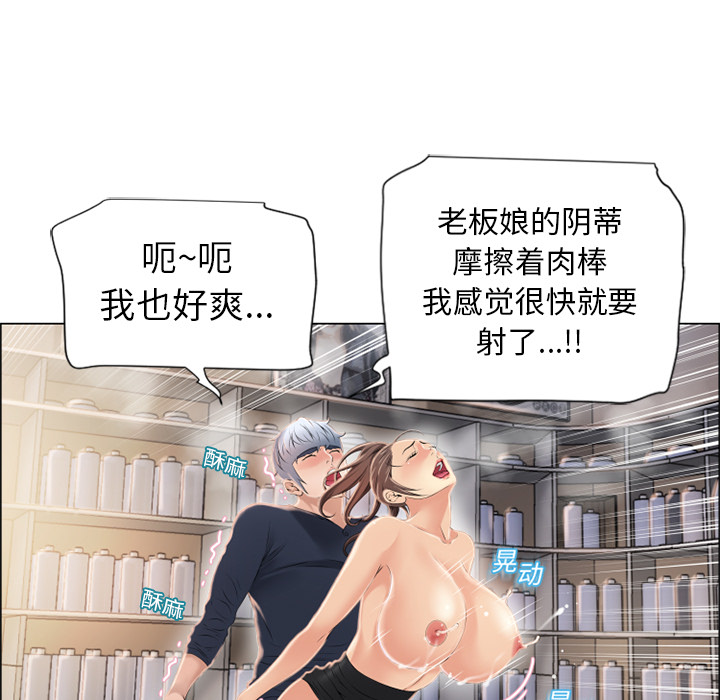 呃~呃
我也好爽...
老板娘的阴蒂
摩擦着肉棒
我感觉很快就要
射了...!!
酥麻
晃动
酥麻
晃